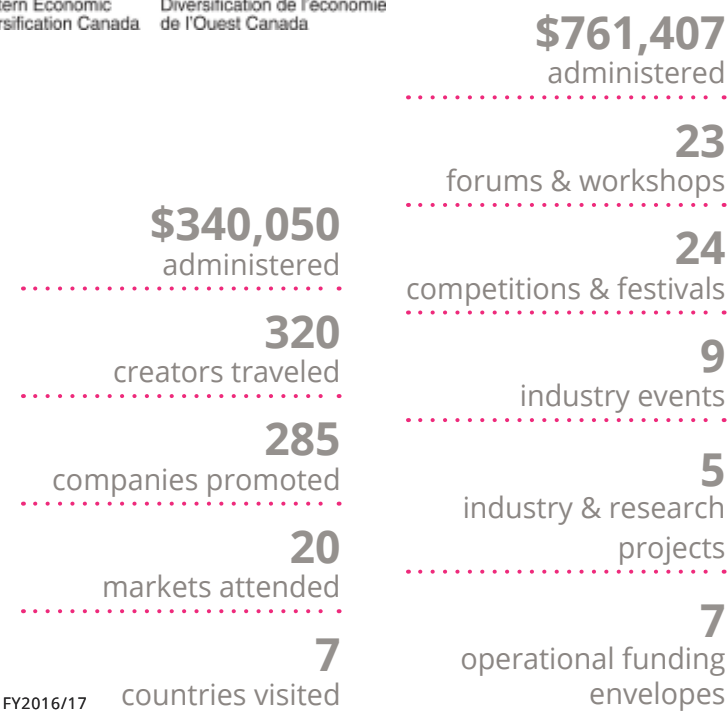 Economic
Canada
Diversification de l'économie
de l'Ouest Canada
$340,050
administered
320
creators traveled
285
companies promoted
20
markets attended
7
countries visited
FY2016/17
$761,407
administered
23
forums & workshops
24
competitions & festivals
9
industry events
5
industry & research
projects
7
operational funding
envelopes